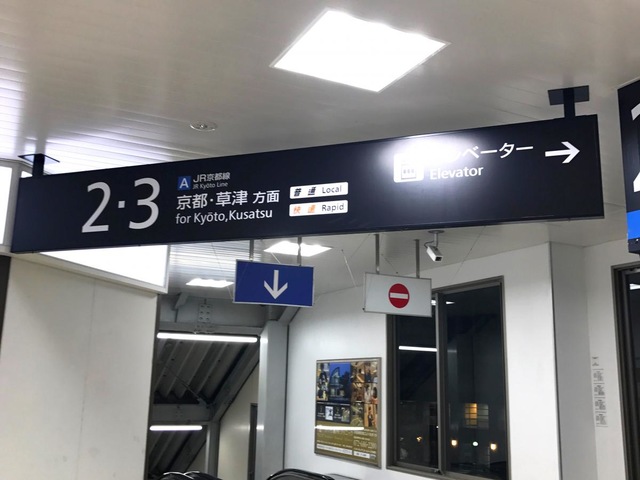 2・3
A JR京都線
JR Kyōto Line
京都・草津 方面
for Kyōto,Kusatsu
普通 Local
快速 Rapid
ベーター
Elevator